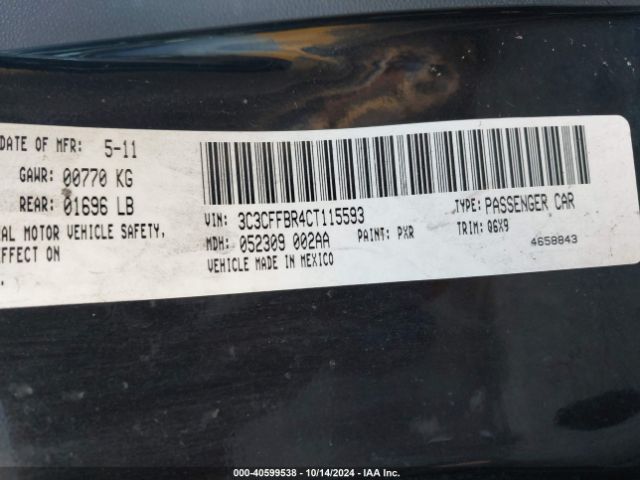 DATE OF MFR: 5-11
GAWR: 00770 KG
REAR: 01696 LB
AL MOTOR VEHICLE SAFETY,
EFFECT ON
VIN: 3C3CFFBR4CT115593
TYPE: PASSENGER CAR
MDH: 052309 002AA
PAINT: PXR
TRIM: Q6X9
VEHICLE MADE IN MEXICO
4658843
000-40599538 - 10/14/2024 - IAA Inc.